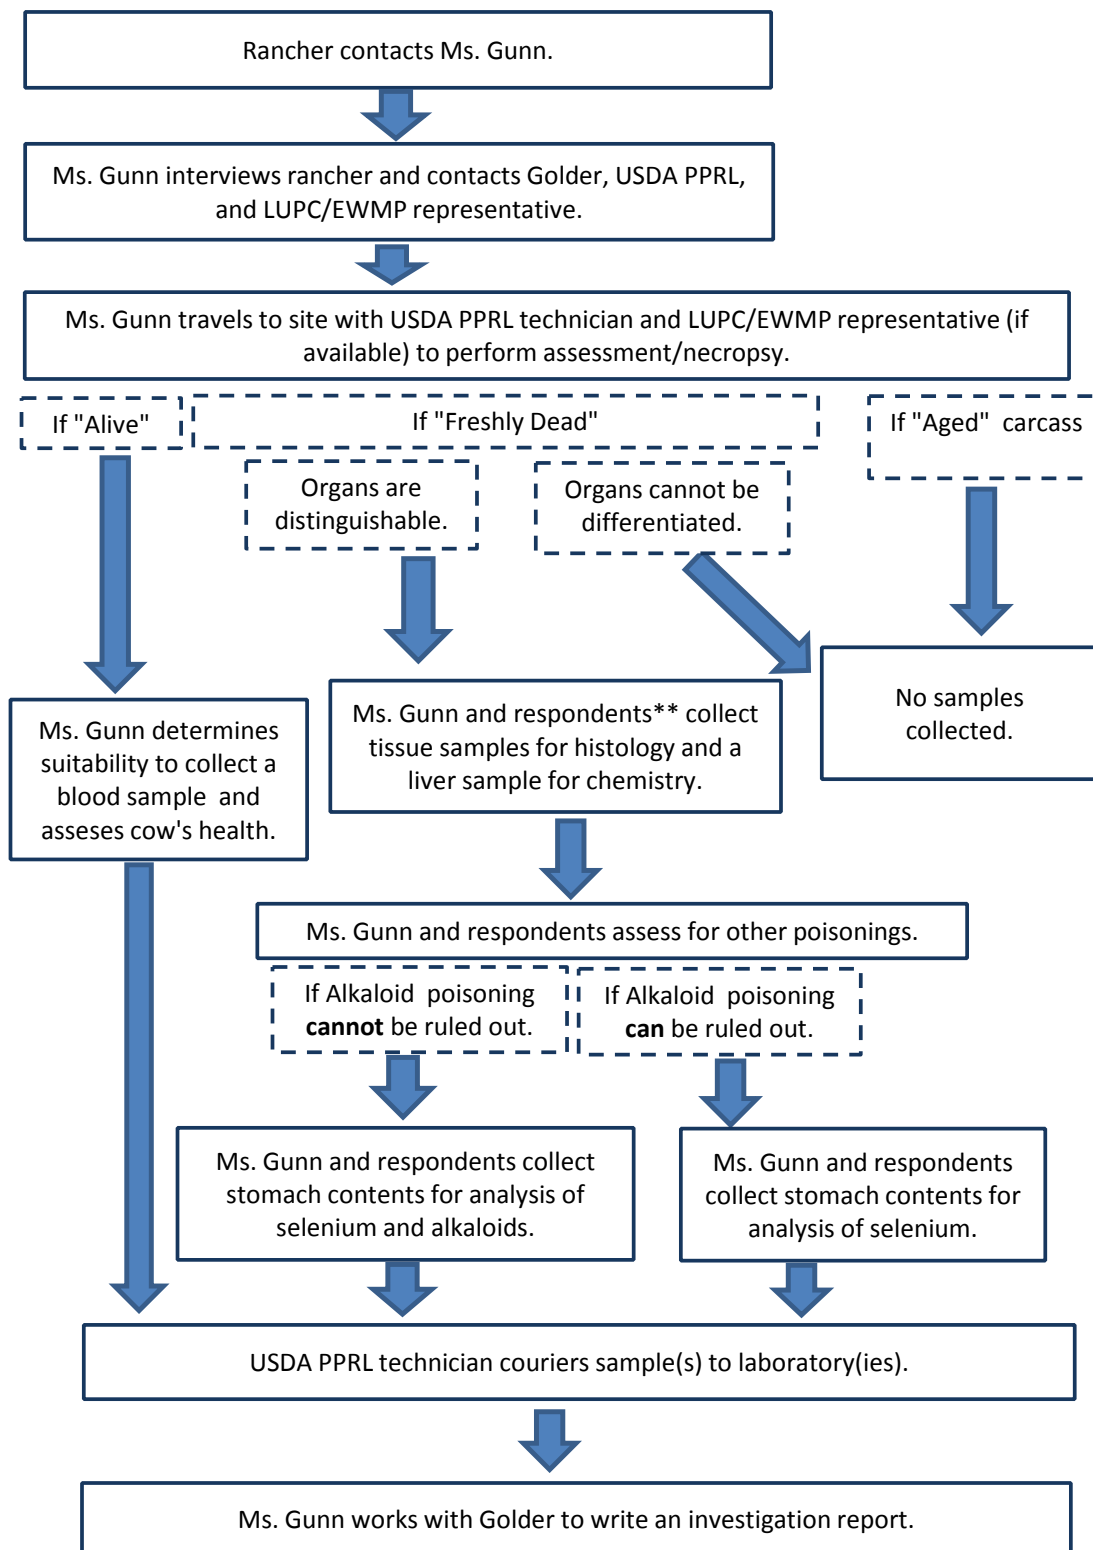 Rancher contacts Ms. Gunn.
Ms. Gunn interviews rancher and contacts Golder, USDA PPRL,
and LUPC/EWMP representative.
Ms. Gunn travels to site with USDA PPRL technician and LUPC/EWMP representative (if
available) to perform assessment/necropsy.
If "Alive"
If "Freshly Dead"
If "Aged" carcass
Organs are
distinguishable.
Organs cannot be
differentiated.
Ms. Gunn determines
suitability to collect a
blood sample and
asseses cow's health.
Ms. Gunn and respondents** collect
tissue samples for histology and a
liver sample for chemistry.
No samples
collected.
Ms. Gunn and respondents assess for other poisonings.
If Alkaloid poisoning
cannot be ruled out.
If Alkaloid poisoning
can be ruled out.
Ms. Gunn and respondents collect
stomach contents for analysis of
selenium and alkaloids.
Ms. Gunn and respondents
collect stomach contents for
analysis of selenium.
USDA PPRL technician couriers sample(s) to laboratory(ies).
Ms. Gunn works with Golder to write an investigation report.